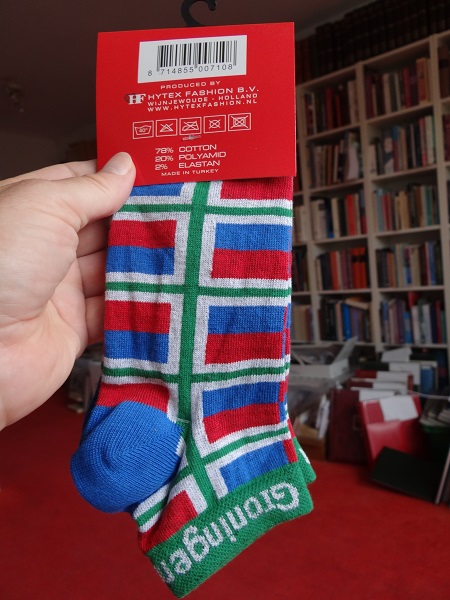 8 714855 007108
PRODUCED BY
HF HYTEX FASHION B.V.
WIJNJEWOUDE - HOLLAND
WWW.HYTEXFASHION.NL
78% COTTON
20% POLYAMID
2% ELASTAN
MADE IN TURKEY
Groningen